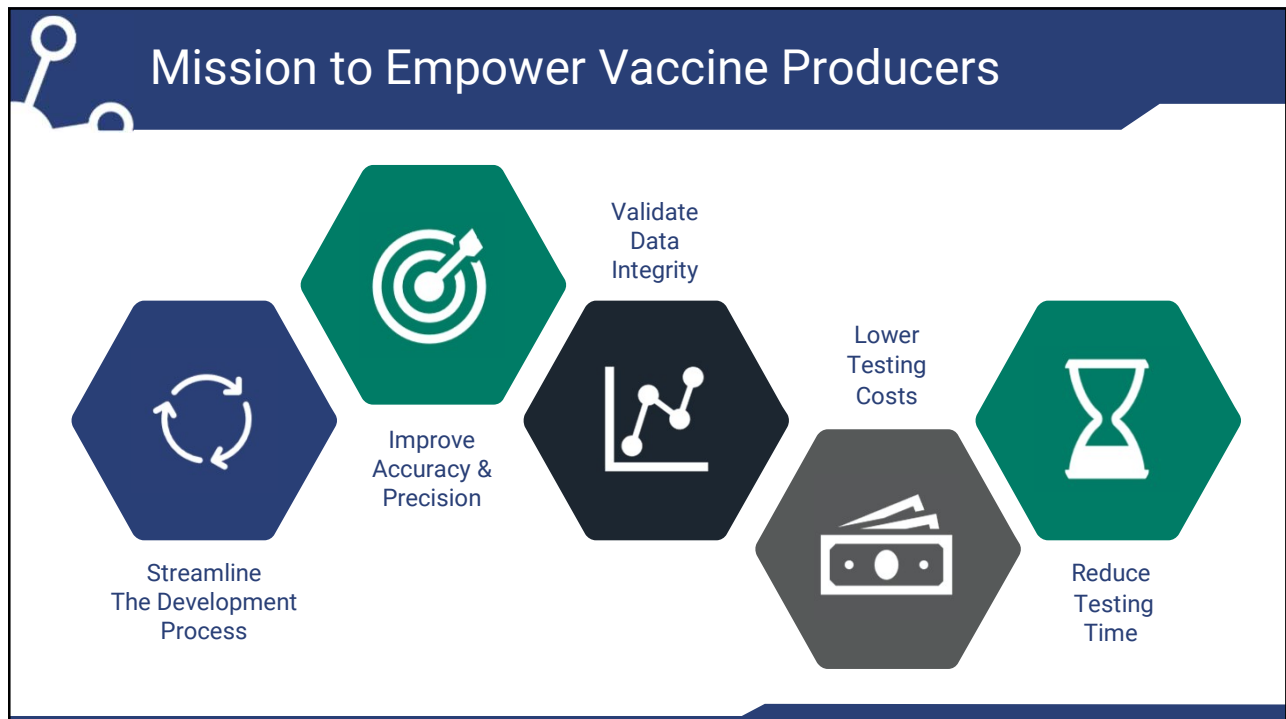 Mission to Empower Vaccine Producers
Streamline
The Development
Process
Improve
Accuracy &
Precision
Validate
Data
Integrity
Lower
Testing
Costs
Reduce
Testing
Time